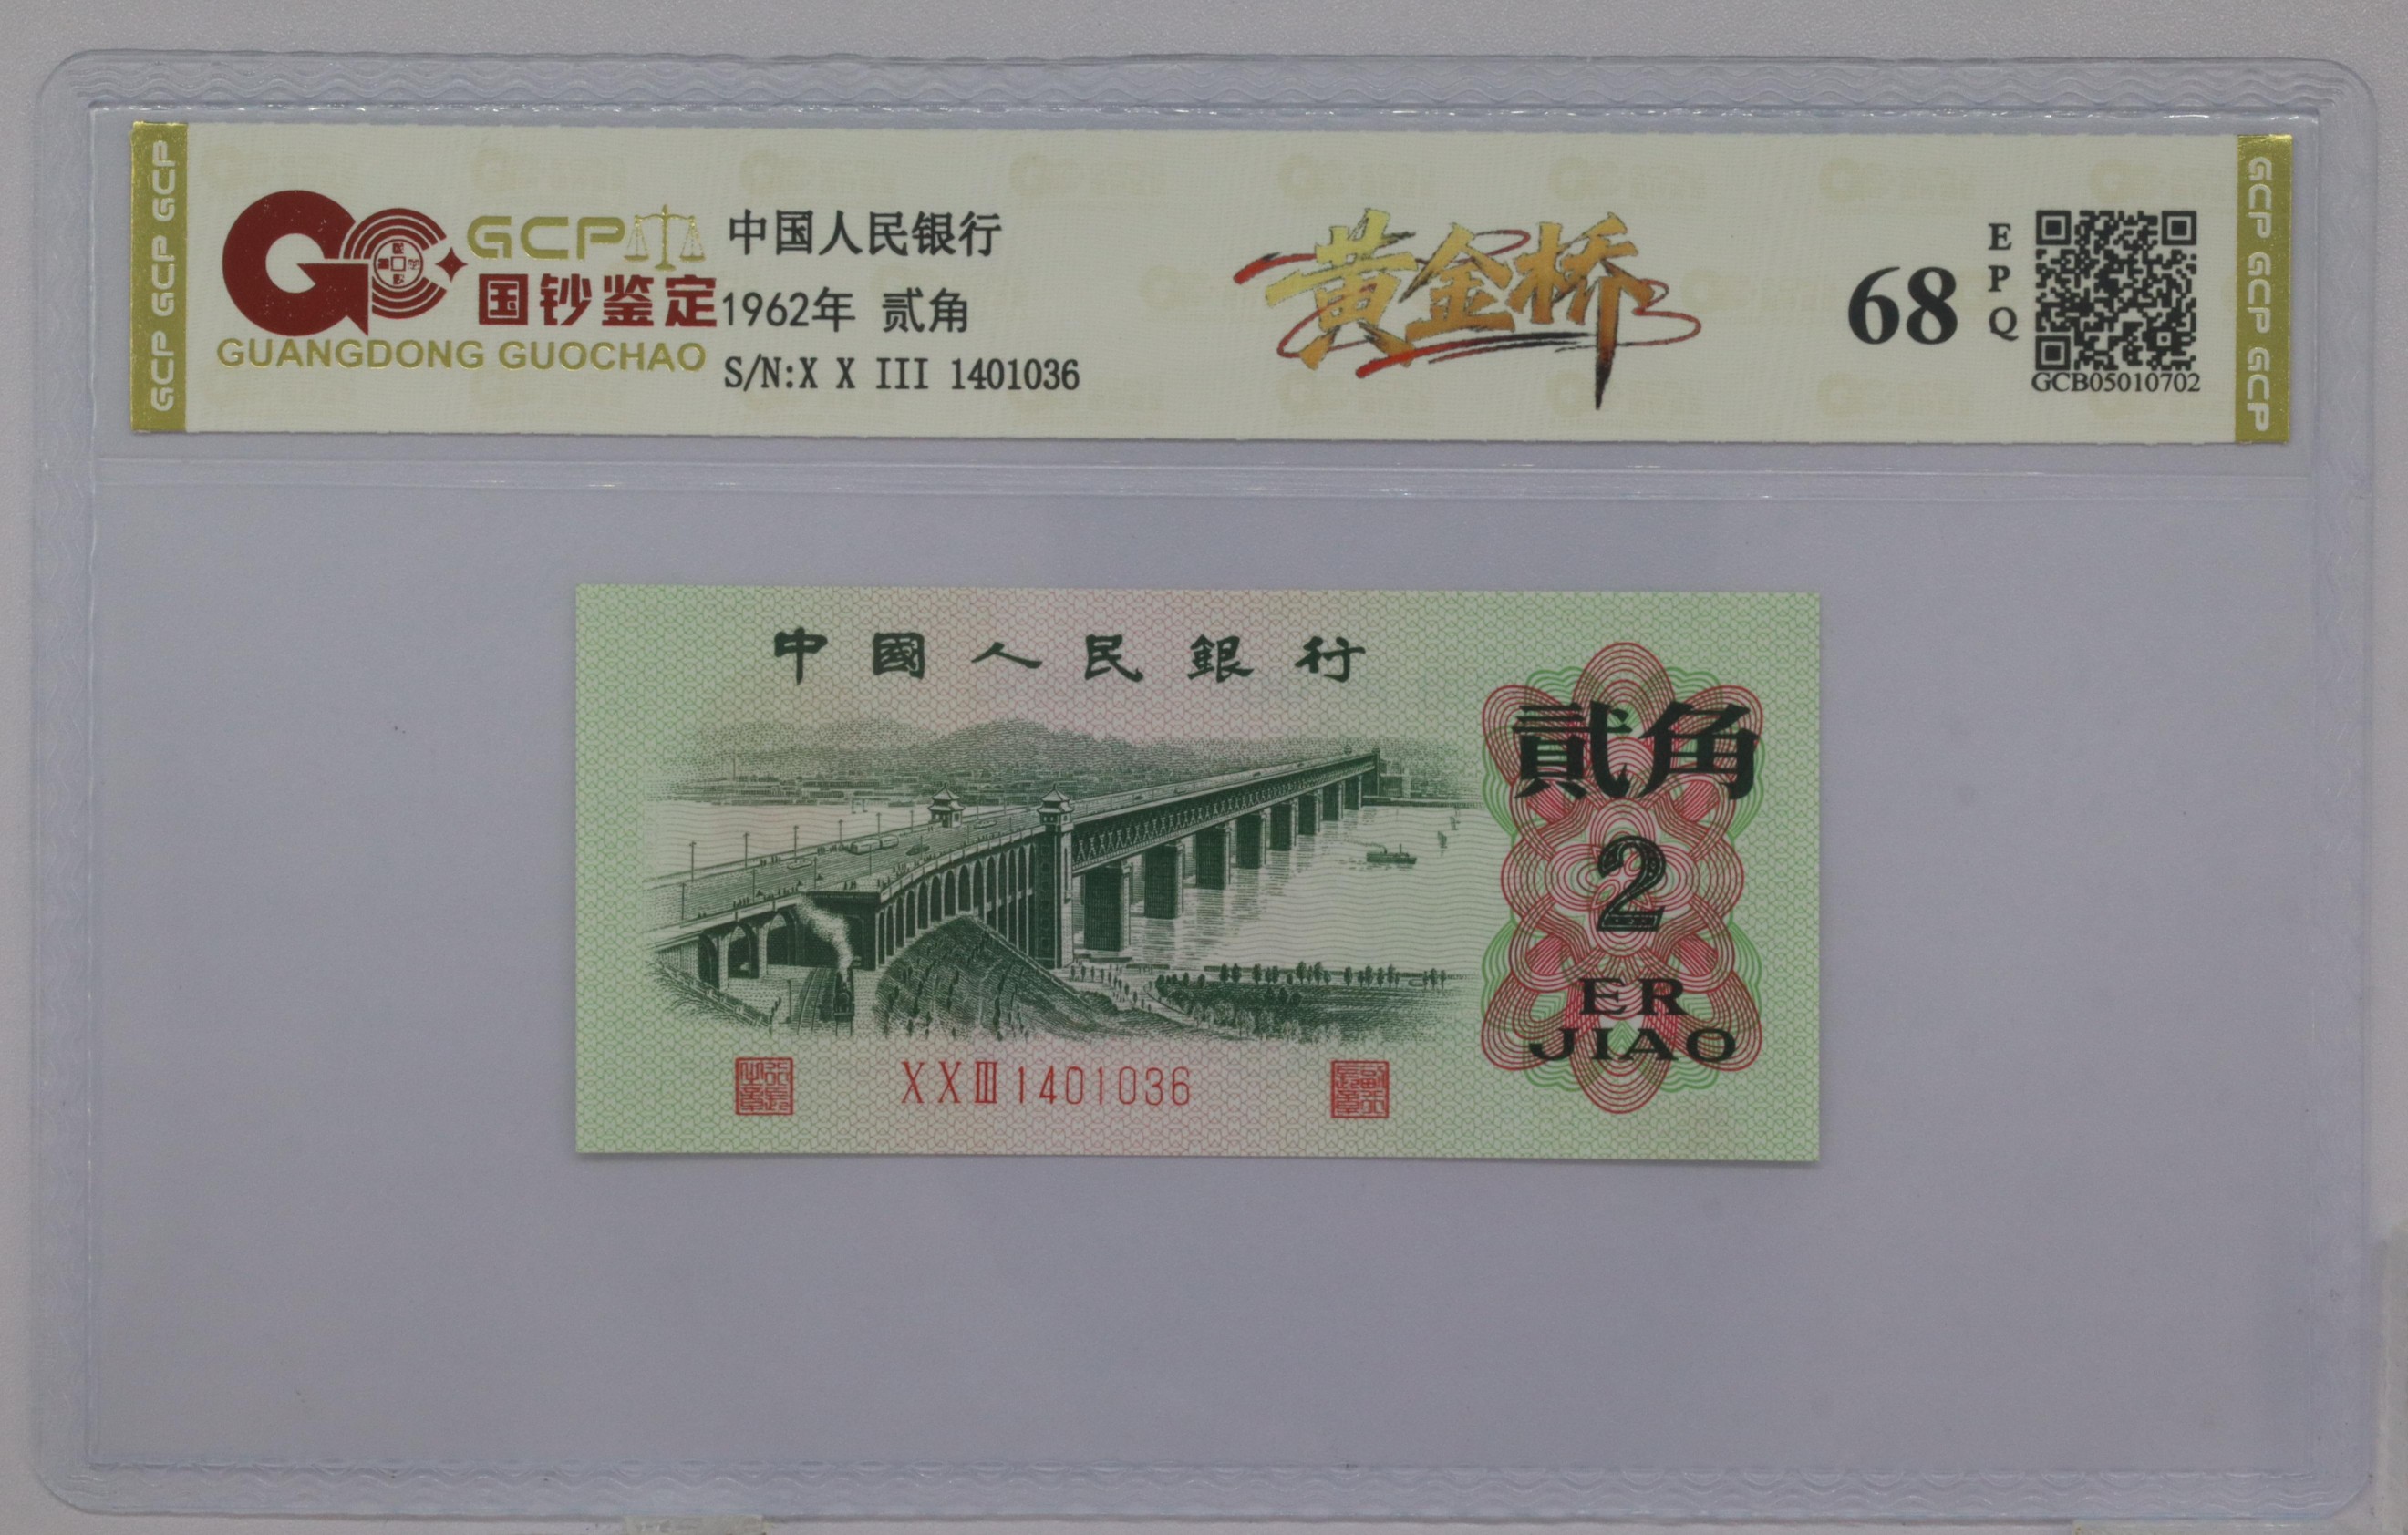 GCP GCP GCP
GCP
国钞鉴定
GUANGDONG GUOCHAO
中国人民银行
1962年 贰角
S/N:X X III 1401036
黄金桥
68
E
P
Q
GCB05010702
GCP GCP GCP
中國人民銀行
貳角
2
ER
JIAO
XXⅢ1401036